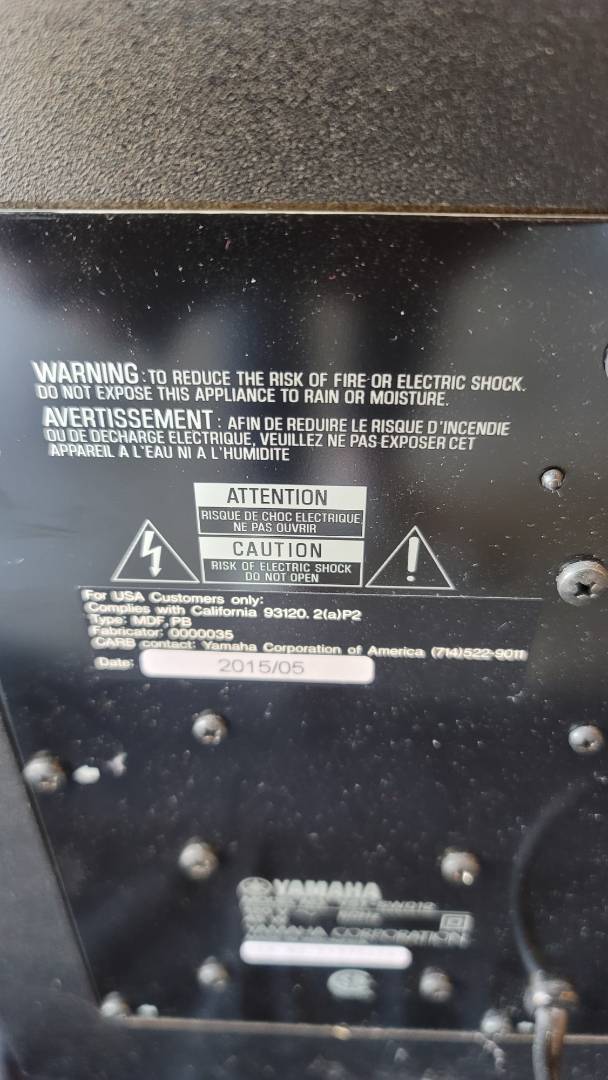 WARNING : TO REDUCE THE RISK OF FIRE OR ELECTRIC SHOCK.
DO NOT EXPOSE THIS APPLIANCE TO RAIN OR MOISTURE.
AVERTISSEMENT : AFIN DE REDUIRE LE RISQUE D'INCENDIE
OU DE DECHARGE ELECTRIQUE, VEUILLEZ NE PAS EXPOSER CET
APPAREIL A L'EAU NI A L'HUMIDITE
ATTENTION
RISQUE DE CHOC ELECTRIQUE,
NE PAS OUVRIR
CAUTION
RISK OF ELECTRIC SHOCK
DO NOT OPEN
For USA Customers only:
Complies with California 93120. 2(a)P2
Type: MDF, PB
Fabricator: 0000035
CARB contact: Yamaha Corporation of America (714)522-9011
Date: 2015/05
YAMAHA
YAMAHA CORPORATION